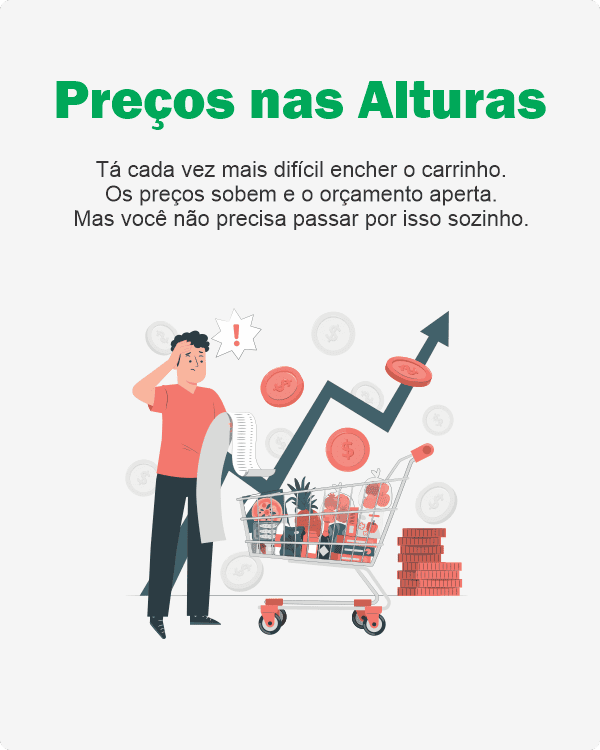 Preços nas Alturas
Tá cada vez mais difícil encher o carrinho.
Os preços sobem e o orçamento aperta.
Mas você não precisa passar por isso sozinho.
!